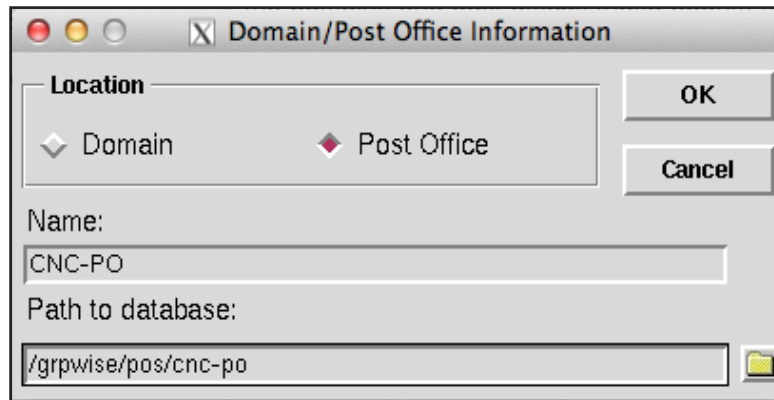 X Domain/Post Office Information
Location
Domain
Post Office
OK
Cancel
Name:
CNC-PO
Path to database:
/grpwise/pos/cnc-po